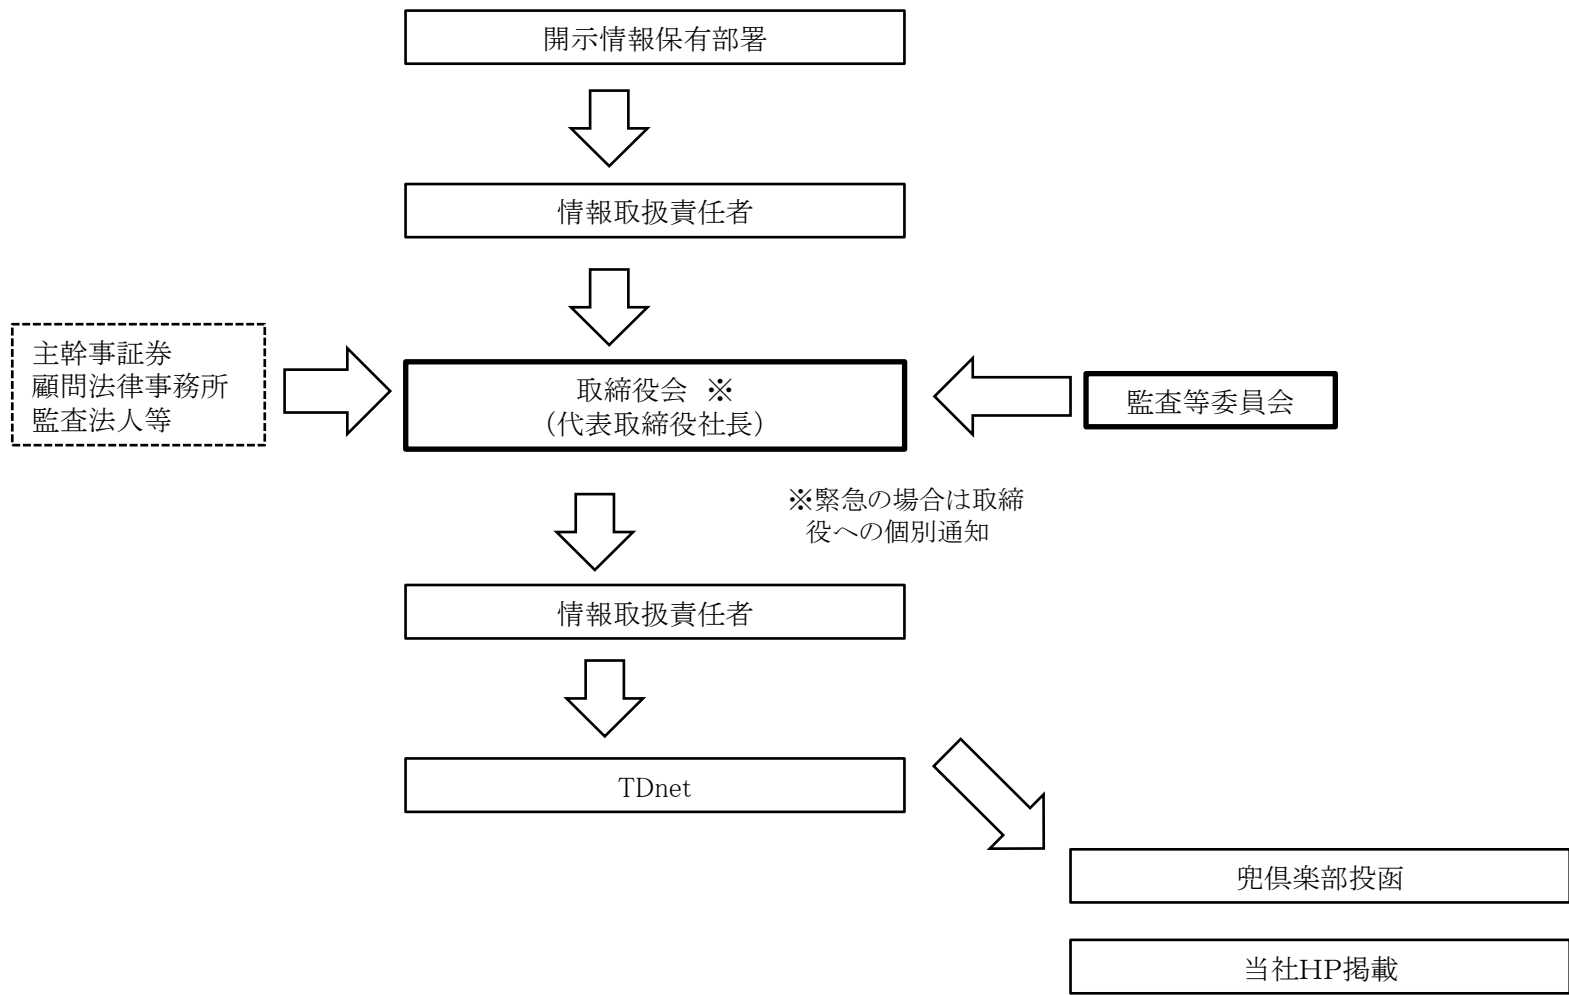 開示情報保有部署
情報取扱責任者
主幹事証券
顧問法律事務所
監査法人等
取締役会 ※
（代表取締役社長）
監査等委員会
※緊急の場合は取締
役への個別通知
情報取扱責任者
TDnet
兜倶楽部投函
当社HP掲載